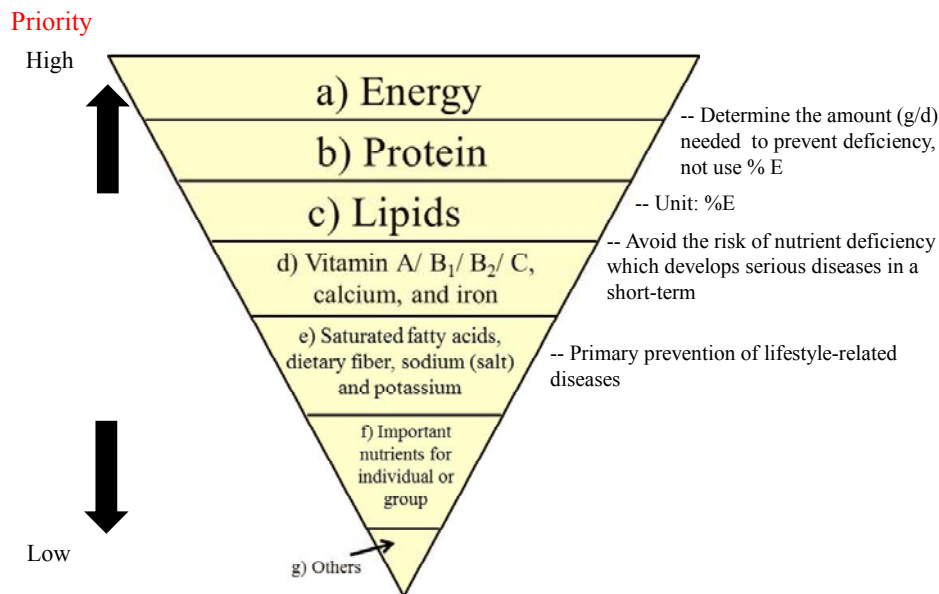 Priority
High
a) Energy
b) Protein
-- Determine the amount (g/d)
needed to prevent deficiency,
not use % E
c) Lipids
-- Unit: %E
d) Vitamin A/ B₁/ B₂/ C,
calcium, and iron
-- Avoid the risk of nutrient deficiency
which develops serious diseases in a
short-term
e) Saturated fatty acids,
dietary fiber, sodium (salt)
and potassium
-- Primary prevention of lifestyle-related
diseases
f) Important
nutrients for
individual or
group
Low
g) Others